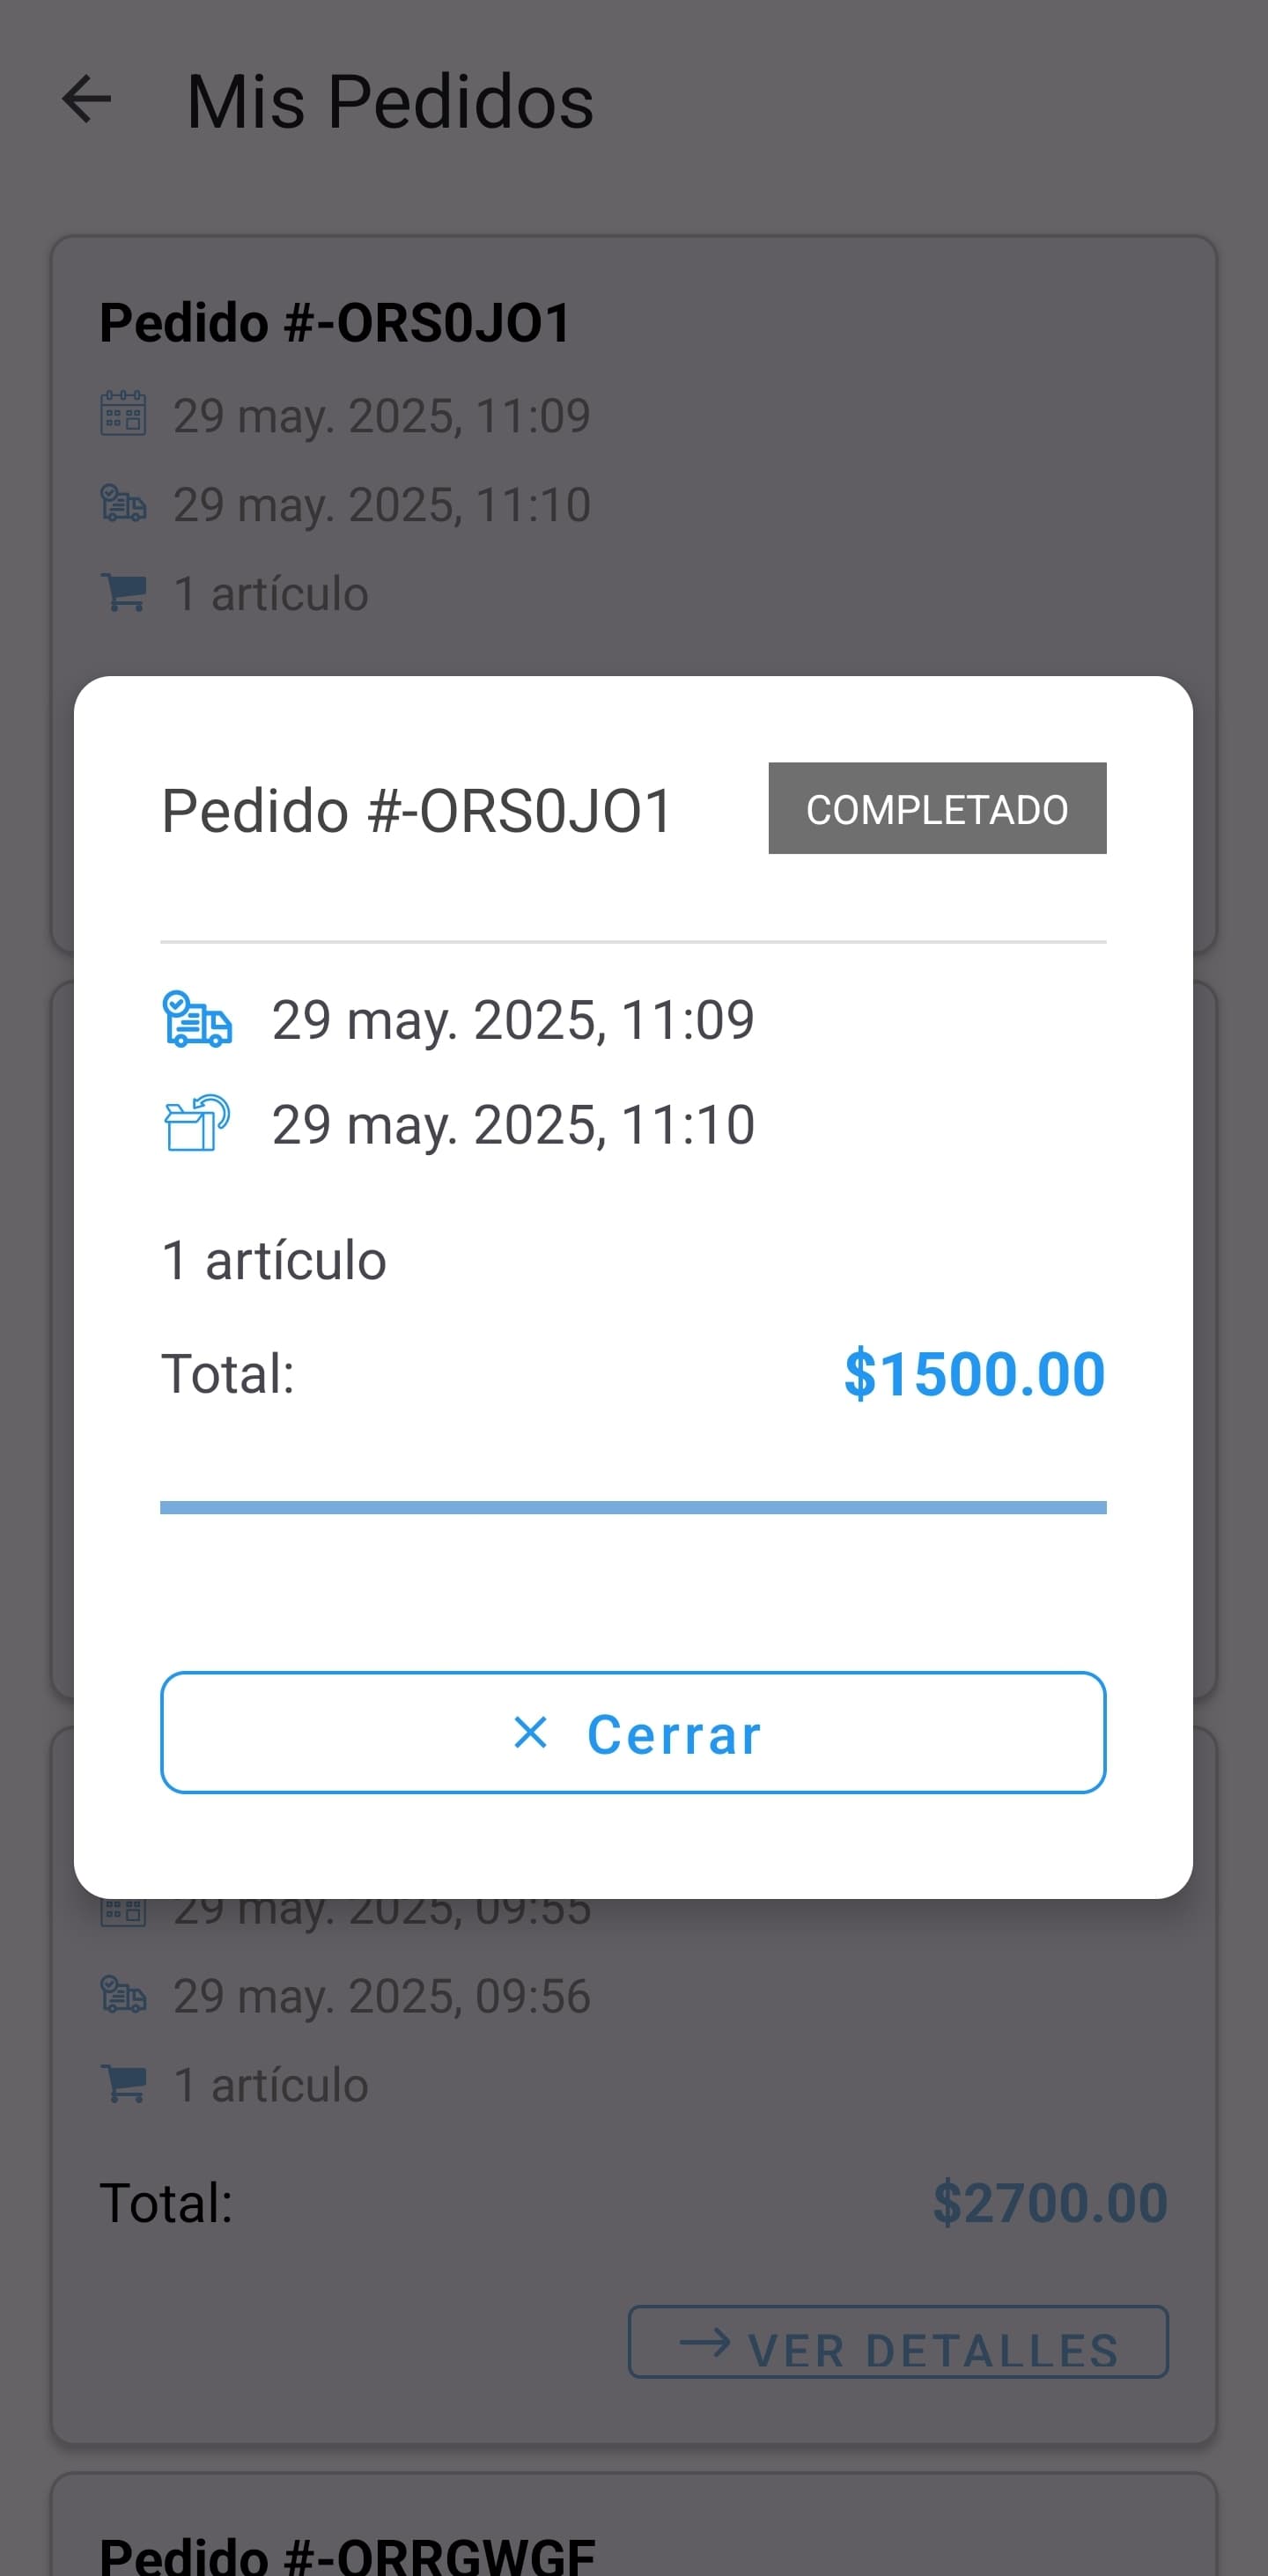 Mis Pedidos
Pedido #-ORS0JO1
29 may. 2025, 11:09
29 may. 2025, 11:10
1 artículo
Pedido #-ORS0JO1
COMPLETADO
29 may. 2025, 11:09
29 may. 2025, 11:10
1 artículo
Total:
$1500.00
Cerrar
29 may. 2025, 09:55
29 may. 2025, 09:56
1 artículo
Total:
$2700.00
VER DETALLES
Pedido #-ORRGWGF